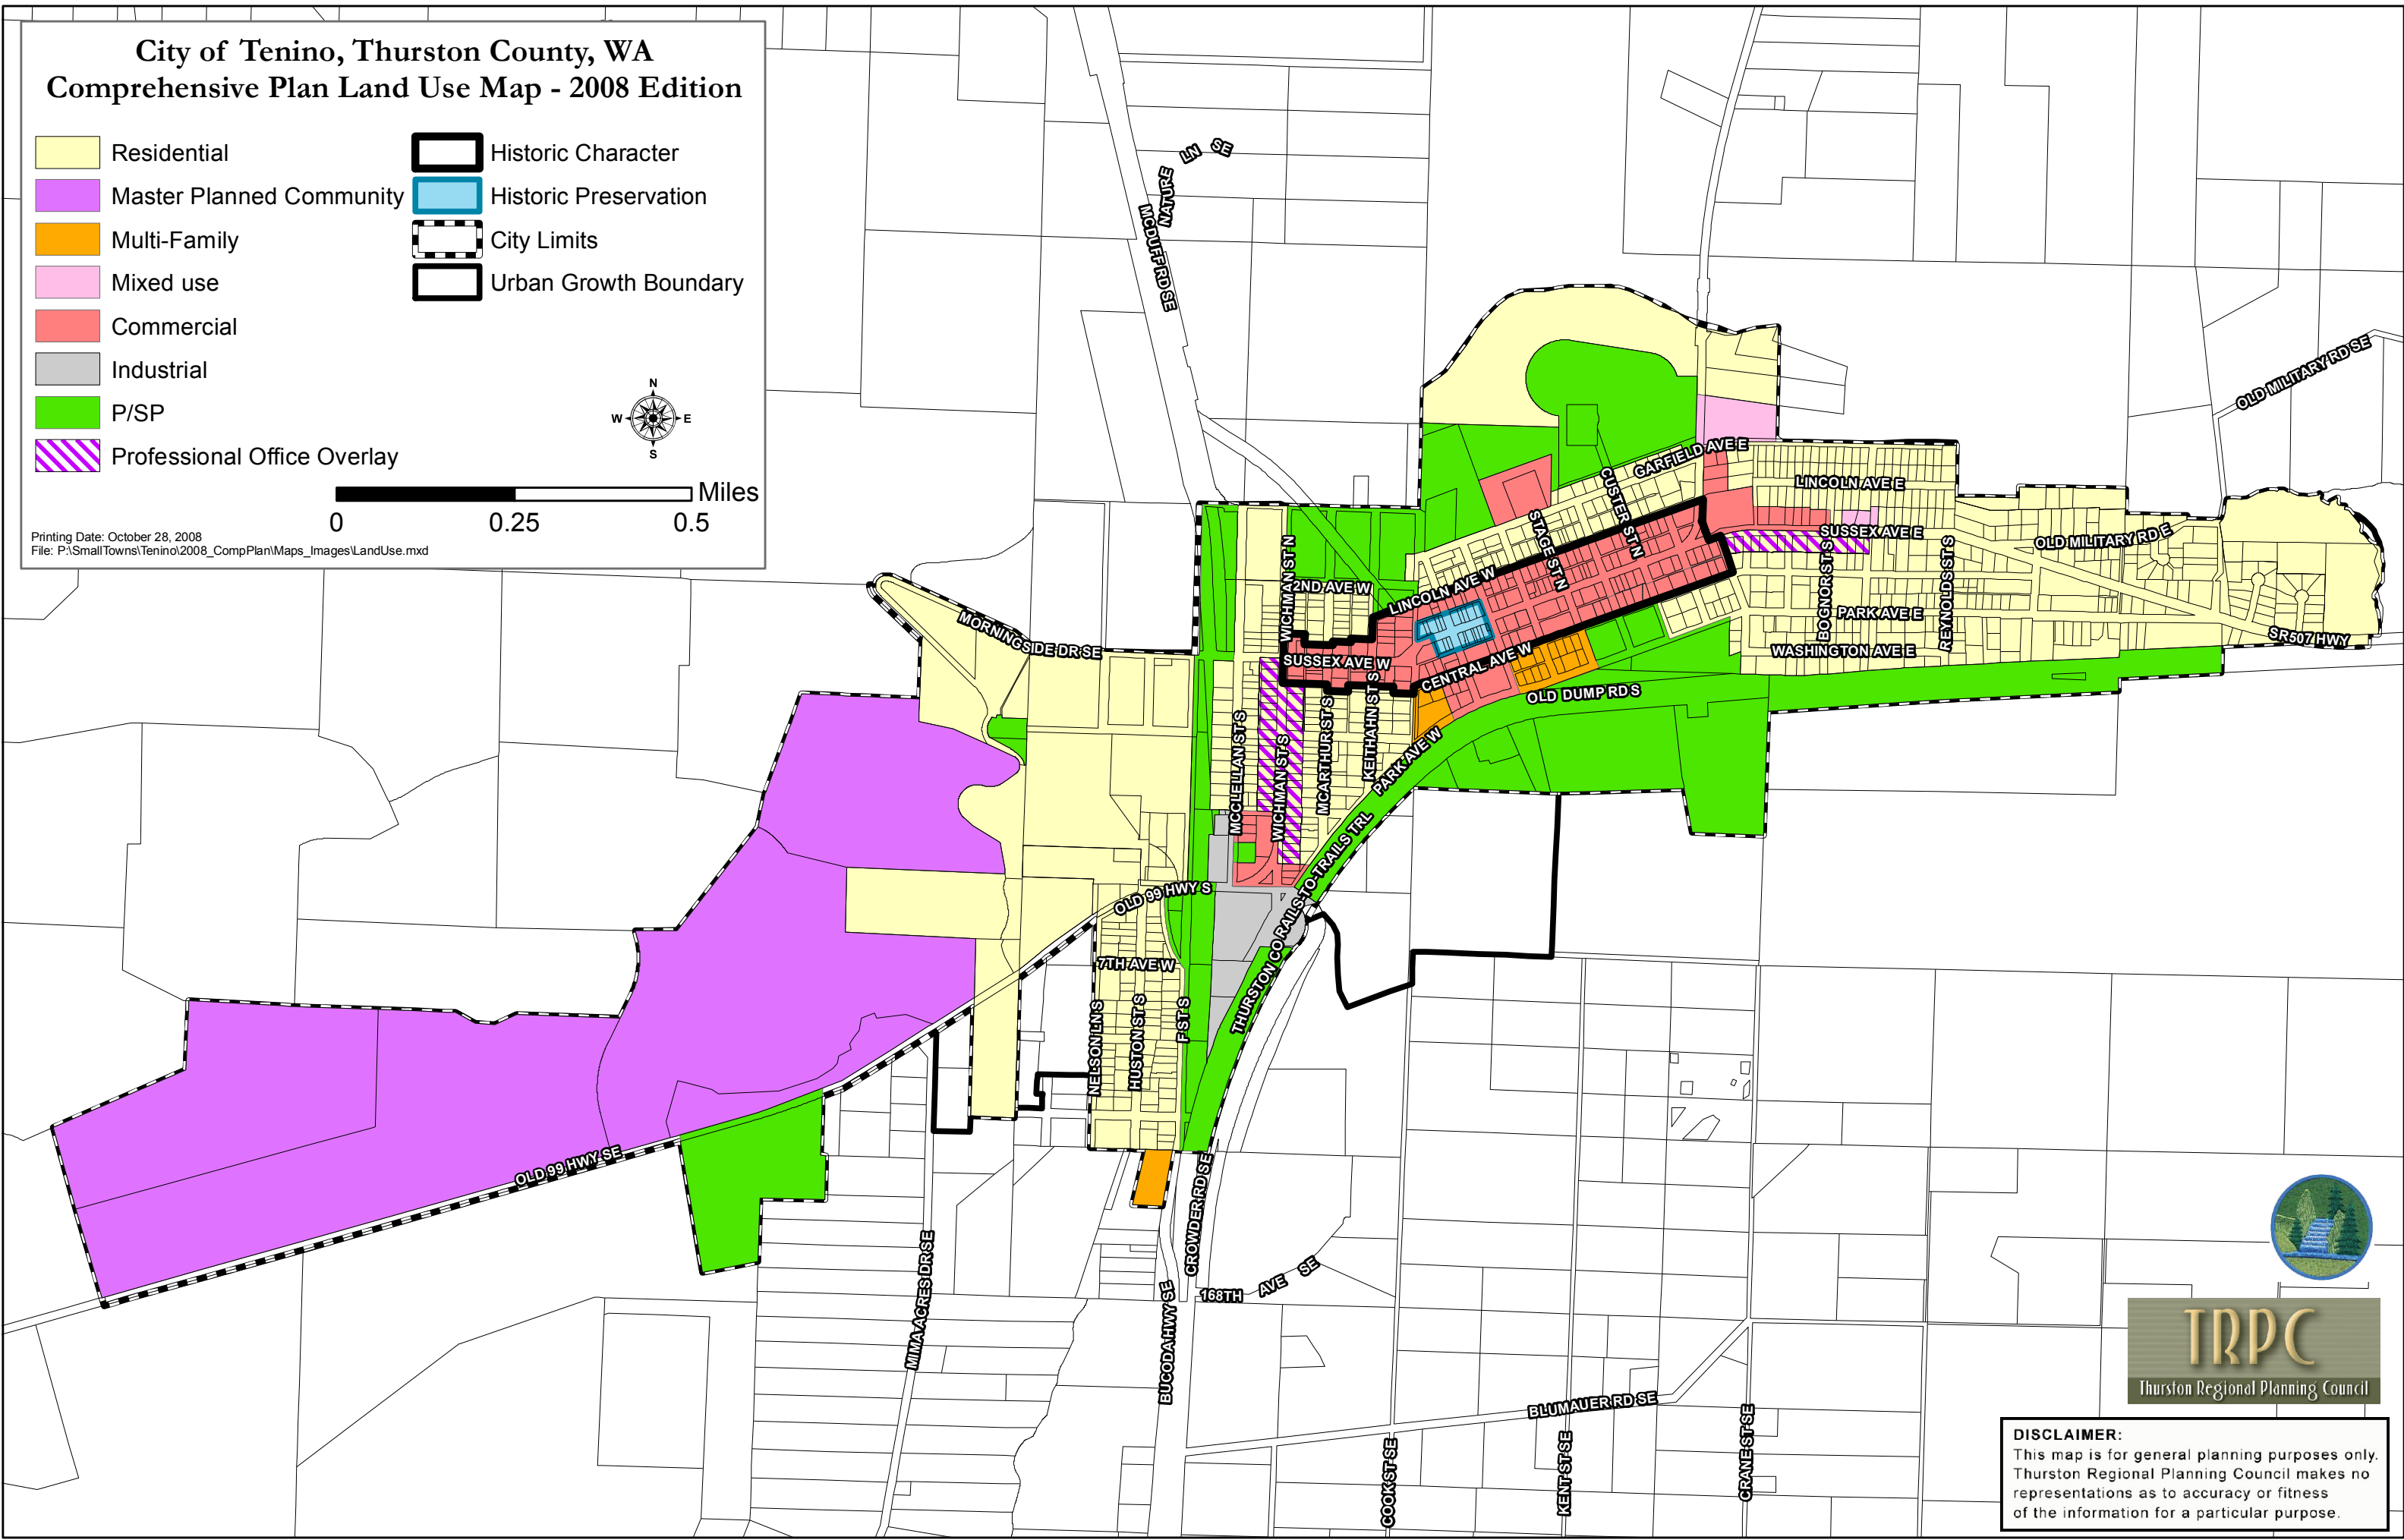 City of Tenino, Thurston County, WA
Comprehensive Plan Land Use Map - 2008 Edition
Residential
Master Planned Community
Multi-Family
Mixed use
Commercial
Industrial
P/SP
Professional Office Overlay
Historic Character
Historic Preservation
City Limits
Urban Growth Boundary
N
W E
S
Miles
0 0.25 0.5
Printing Date: October 28, 2008
File: P:\SmallTowns\Tenino\2008_CompPlan\Maps_Images\LandUse.mxd
NATURE LN SE
MCDUFF RD SE
OLD MILITARY RD SE
GARFIELD AVE E
CUSTER ST N
LINCOLN AVE E
STAGE ST N
SUSSEX AVE E
OLD MILITARY RD E
WICHMAN ST N
2ND AVE W
LINCOLN AVE W
BOGNOR ST S
REYNOLDS ST S
PARK AVE E
SR507 HWY
MORNINGSIDE DR SE
SUSSEX AVE W
CENTRAL AVE W
WASHINGTON AVE E
OLD DUMP RD S
MCCLELLAN ST S
WICHMAN ST S
MCARTHUR ST S
KEITHAHN ST S
PARK AVE W
THURSTON CO RAILS-TO-TRAILS TRL
OLD 99 HWY S
7TH AVE W
NELSON LN S
HUSTON ST S
F ST S
OLD 99 HWY SE
MIMA ACRES DR SE
CROWDER RD SE
BUCODA HWY SE
168TH AVE SE
BLUMAUER RD SE
COOK ST SE
KENT ST SE
CRANE ST SE
TRPC
Thurston Regional Planning Council
DISCLAIMER:
This map is for general planning purposes only.
Thurston Regional Planning Council makes no
representations as to accuracy or fitness
of the information for a particular purpose.